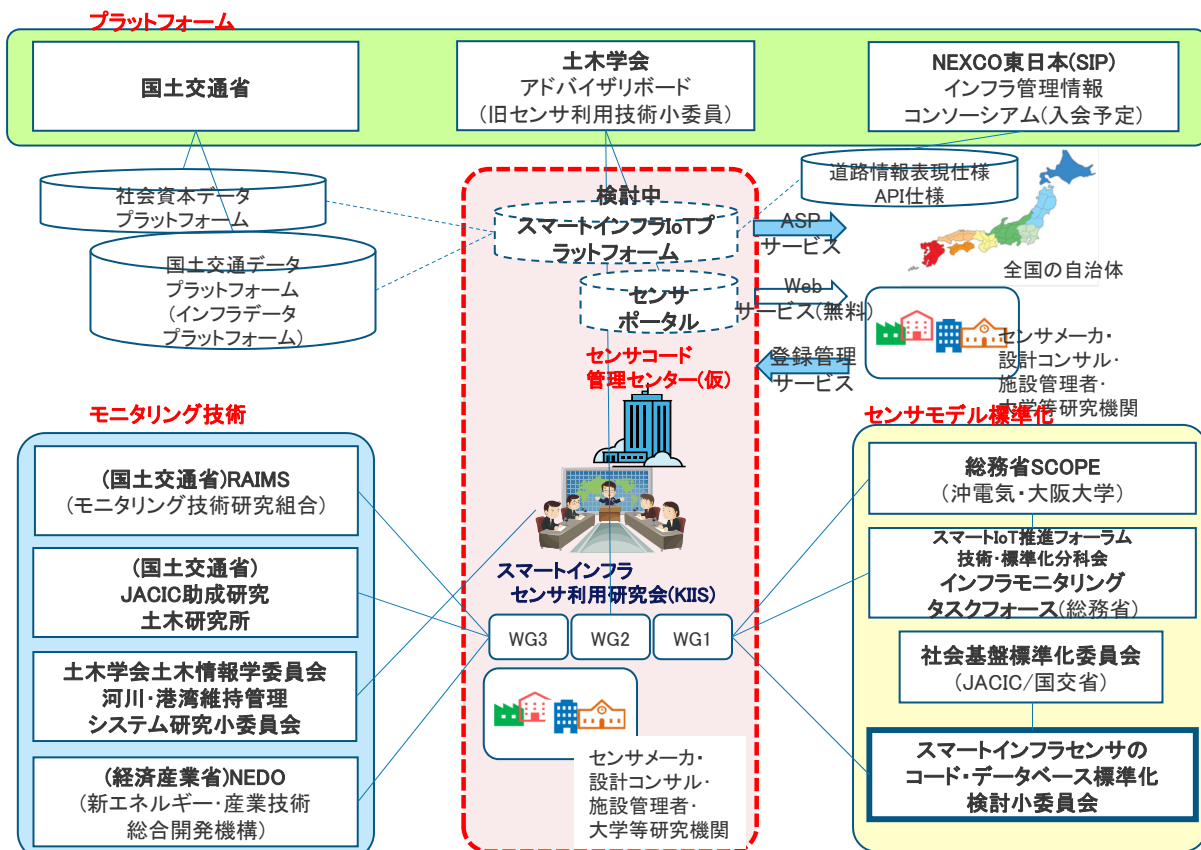 プラットフォーム
国土交通省
土木学会
アドバイザリボード
(旧センサ利用技術小委員)
NEXCO東日本(SIP)
インフラ管理情報
コンソーシアム(入会予定)
社会資本データ
プラットフォーム
国土交通データ
プラットフォーム
(インフラデータ
プラットフォーム)
検討中
スマートインフラIoTプ
ラットフォーム
センサ
ポータル
道路情報表現仕様
API仕様
ASP
サービス
全国の自治体
Web
サービス(無料)
登録管理
サービス
センサメーカ・
設計コンサル・
施設管理者・
大学等研究機関
センサコード
管理センター(仮)
モニタリング技術
(国土交通省)RAIMS
(モニタリング技術研究組合)
(国土交通省)
JACIC助成研究
土木研究所
土木学会土木情報学委員会
河川・港湾維持管理
システム研究小委員会
(経済産業省)NEDO
(新エネルギー・産業技術
総合開発機構)
スマートインフラ
センサ利用研究会(KIIS)
WG3
WG2
WG1
センサメーカ・
設計コンサル・
施設管理者・
大学等研究機関
センサモデル標準化
総務省SCOPE
(沖電気・大阪大学)
スマートIoT推進フォーラム
技術・標準化分科会
インフラモニタリング
タスクフォース(総務省)
社会基盤標準化委員会
(JACIC/国交省)
スマートインフラセンサの
コード・データベース標準化
検討小委員会